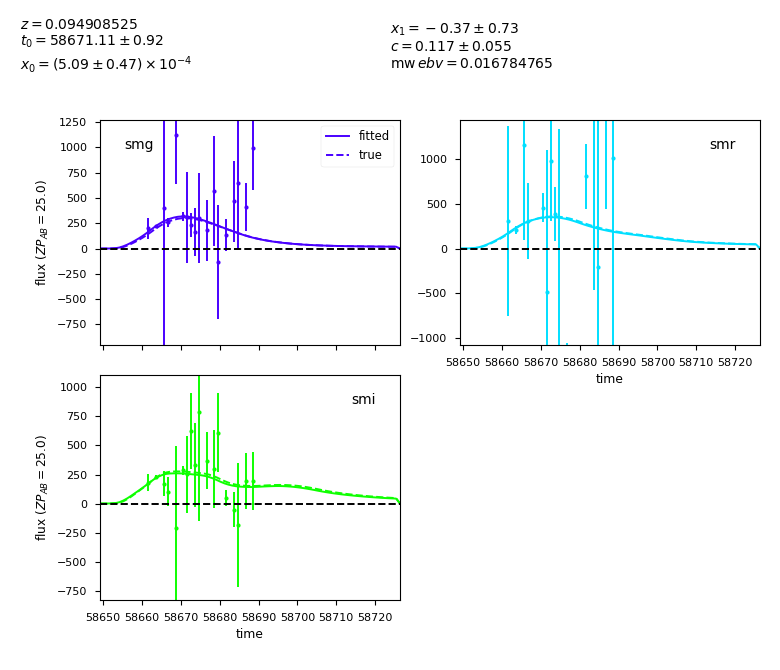 z = 0.094908525
t₀ = 58671.11 ± 0.92
x₀ = (5.09 ± 0.47) × 10⁻⁴
x₁ = −0.37 ± 0.73
c = 0.117 ± 0.055
mw ebv = 0.016784765
smg
fitted
true
1250
1000
750
500
250
0
−250
−500
−750
flux (ZP_AB = 25.0)
smr
1000
500
0
−500
−1000
58650 58660 58670 58680 58690 58700 58710 58720
time
smi
1000
750
500
250
0
−250
−500
−750
flux (ZP_AB = 25.0)
58650 58660 58670 58680 58690 58700 58710 58720
time